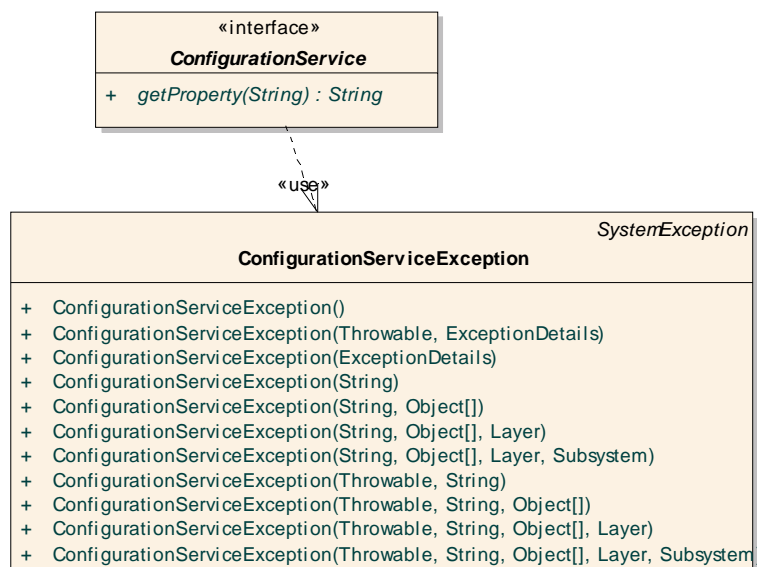 «interface»
ConfigurationService
+ getProperty(String) : String
«use»
SystemException
ConfigurationServiceException
+ ConfigurationServiceException()
+ ConfigurationServiceException(Throwable, ExceptionDetails)
+ ConfigurationServiceException(ExceptionDetails)
+ ConfigurationServiceException(String)
+ ConfigurationServiceException(String, Object[])
+ ConfigurationServiceException(String, Object[], Layer)
+ ConfigurationServiceException(String, Object[], Layer, Subsystem)
+ ConfigurationServiceException(Throwable, String)
+ ConfigurationServiceException(Throwable, String, Object[])
+ ConfigurationServiceException(Throwable, String, Object[], Layer)
+ ConfigurationServiceException(Throwable, String, Object[], Layer, Subsystem